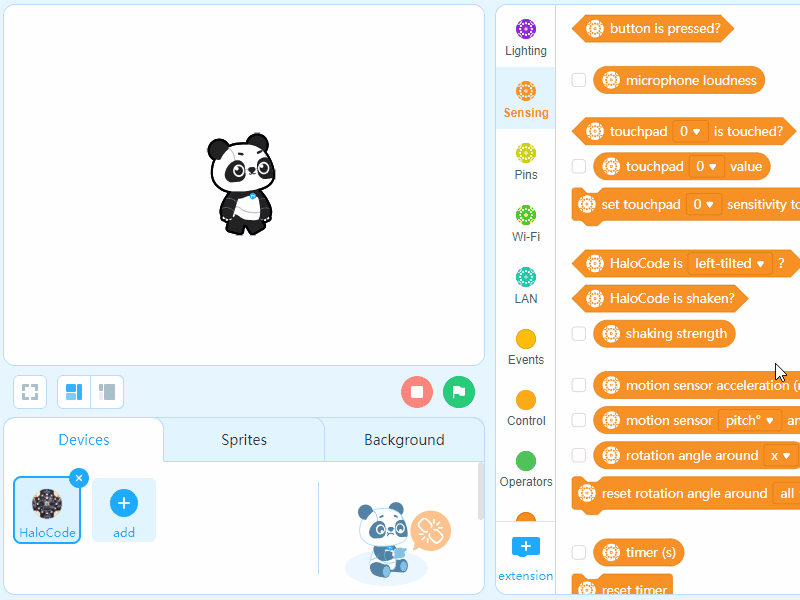 Lighting
Sensing
Pins
Wi-Fi
LAN
Events
Control
Operators
extension
button is pressed?
microphone loudness
touchpad 0 is touched?
touchpad 0 value
set touchpad 0 sensitivity to
HaloCode is left-tilted ?
HaloCode is shaken?
shaking strength
motion sensor acceleration
motion sensor pitch°
rotation angle around x
reset rotation angle around all
timer (s)
reset timer
Devices Sprites Background
HaloCode add